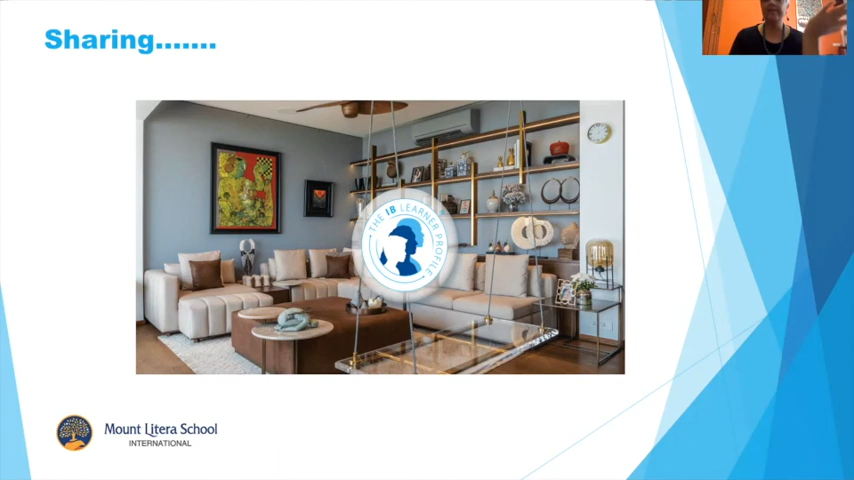 Sharing.......
THE IB LEARNER PROFILE
Mount Litera School
INTERNATIONAL